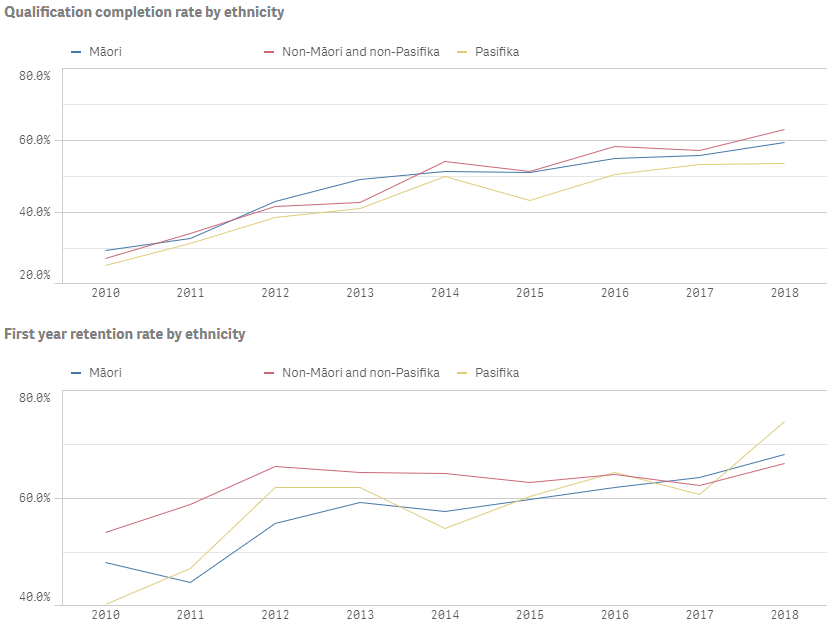 Qualification completion rate by ethnicity
Māori Non-Māori and non-Pasifika Pasifika
80.0%
60.0%
40.0%
20.0%
2010 2011 2012 2013 2014 2015 2016 2017 2018
First year retention rate by ethnicity
Māori Non-Māori and non-Pasifika Pasifika
80.0%
60.0%
40.0%
2010 2011 2012 2013 2014 2015 2016 2017 2018